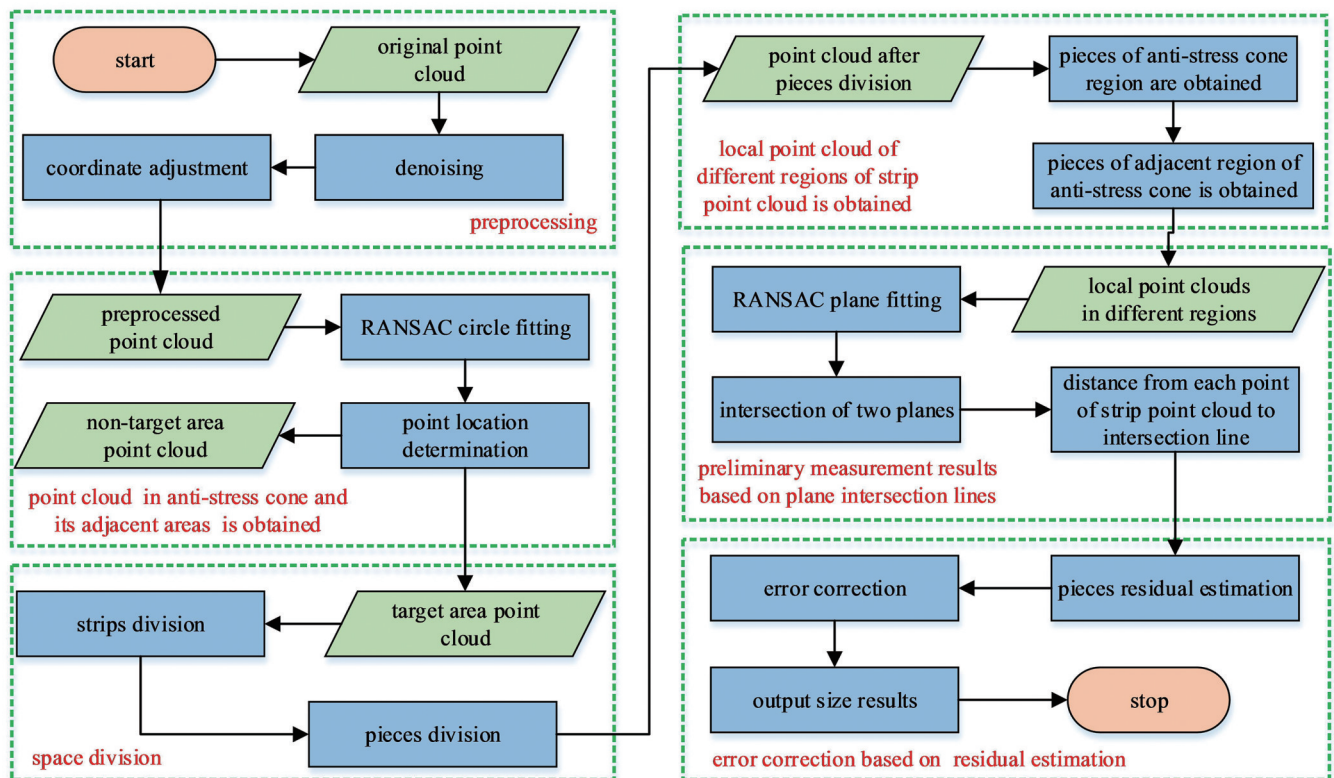 start
original point
cloud
coordinate adjustment
denoising
preprocessing
preprocessed
point cloud
RANSAC circle fitting
non-target area
point cloud
point location
determination
point cloud in anti-stress cone and
its adjacent areas is obtained
strips division
target area point
cloud
pieces division
space division
point cloud after
pieces division
pieces of anti-stress cone
region are obtained
local point cloud of
different regions of strip
point cloud is obtained
pieces of adjacent region of
anti-stress cone is obtained
RANSAC plane fitting
local point clouds
in different regions
intersection of two planes
distance from each point
of strip point cloud to
intersection line
preliminary measurement results
based on plane intersection lines
error correction
pieces residual estimation
output size results
stop
error correction based on residual estimation